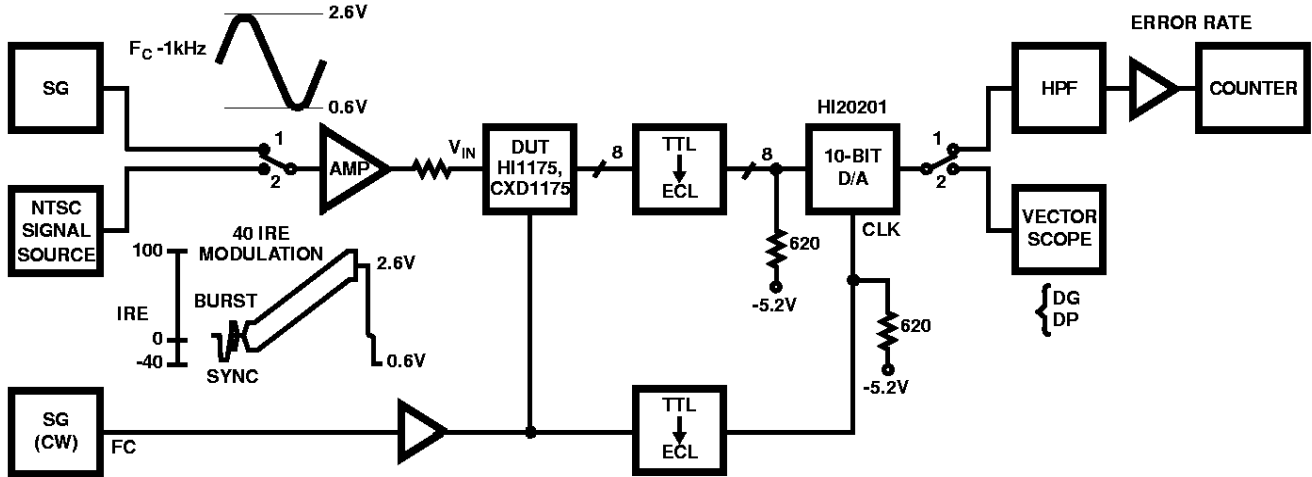 2.6V
ERROR RATE
F_C -1kHz
SG
HPF
COUNTER
0.6V
HI20201
1
V_IN
DUT
HI1175,
CXD1175
8
TTL
ECL
8
10-BIT
D/A
1
AMP
2
2
NTSC
SIGNAL
SOURCE
CLK
VECTOR
SCOPE
40 IRE
MODULATION
100
2.6V
620
-5.2V
BURST
IRE
0
-40
SYNC
0.6V
620
-5.2V
DG
DP
SG
(CW)
FC
TTL
ECL